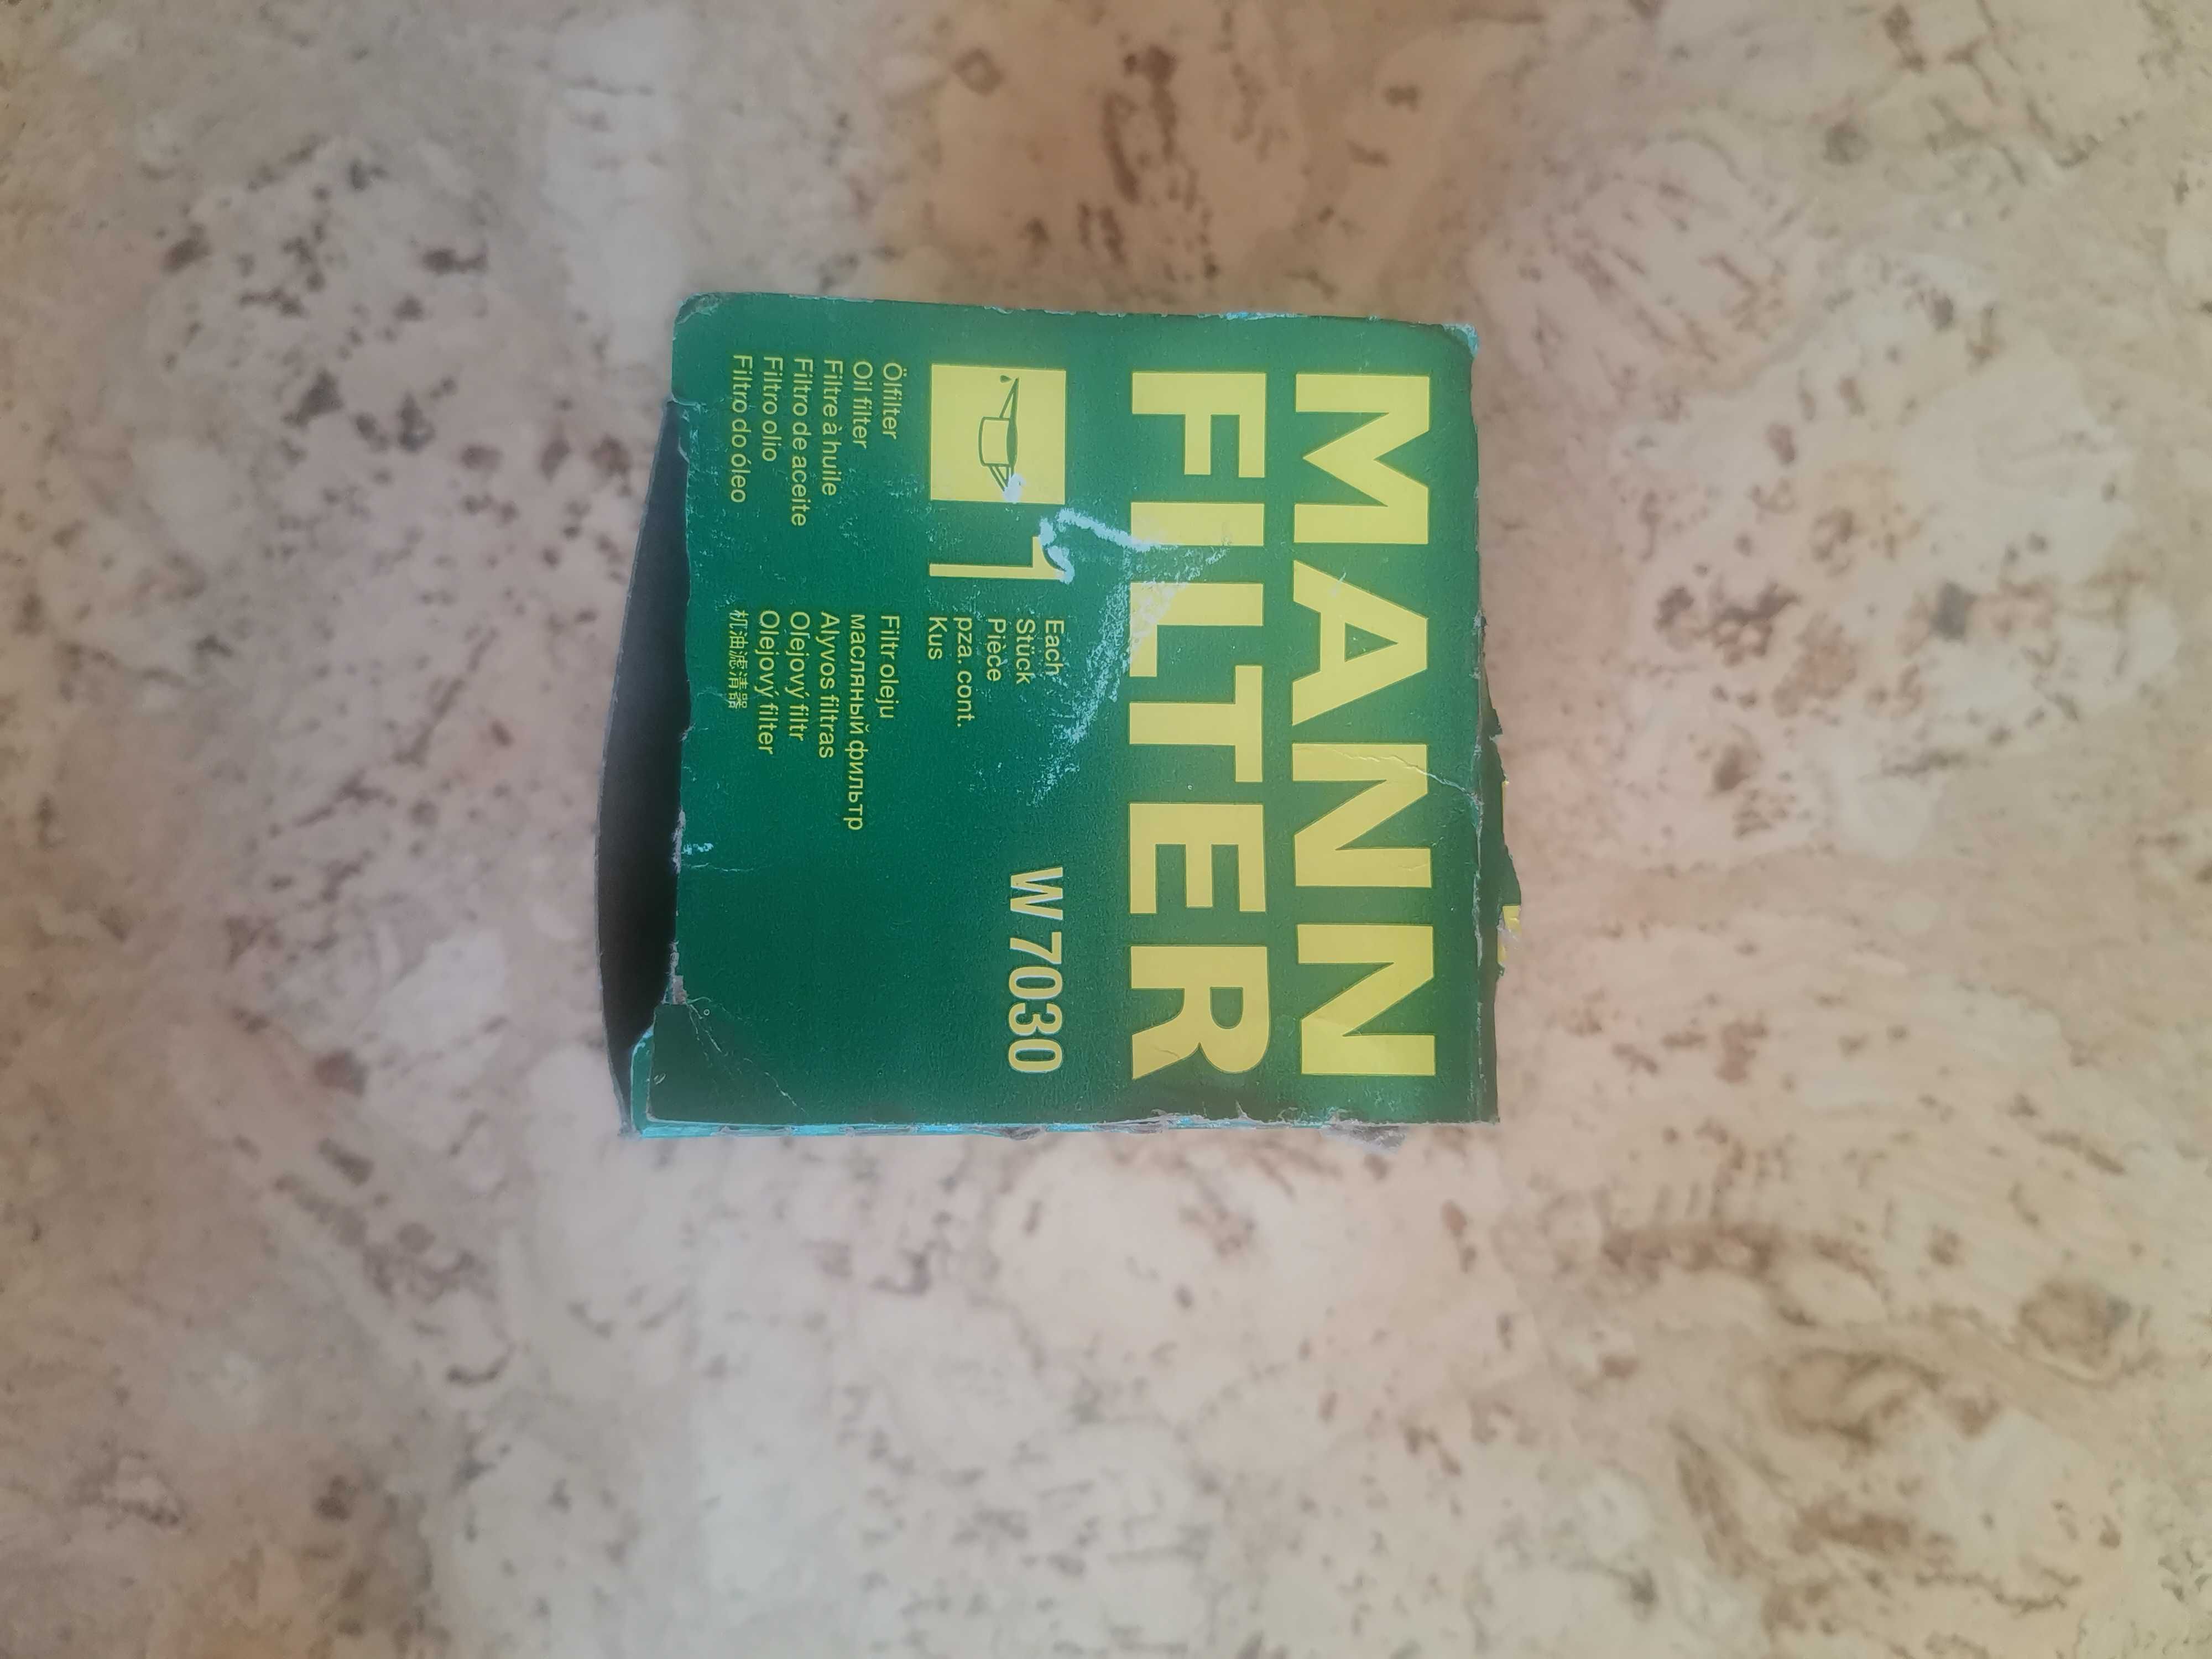 MANN
FILTER
1
Each
Stück
Pièce
pza. cont.
Kus
W 7030
Ölfilter
Oil filter
Filtre à huile
Filtro de aceite
Filtro olio
Filtro do óleo
Filtr oleju
масляный фильтр
Alyvos filtras
Olejový filtr
Olejový filter
机油滤清器